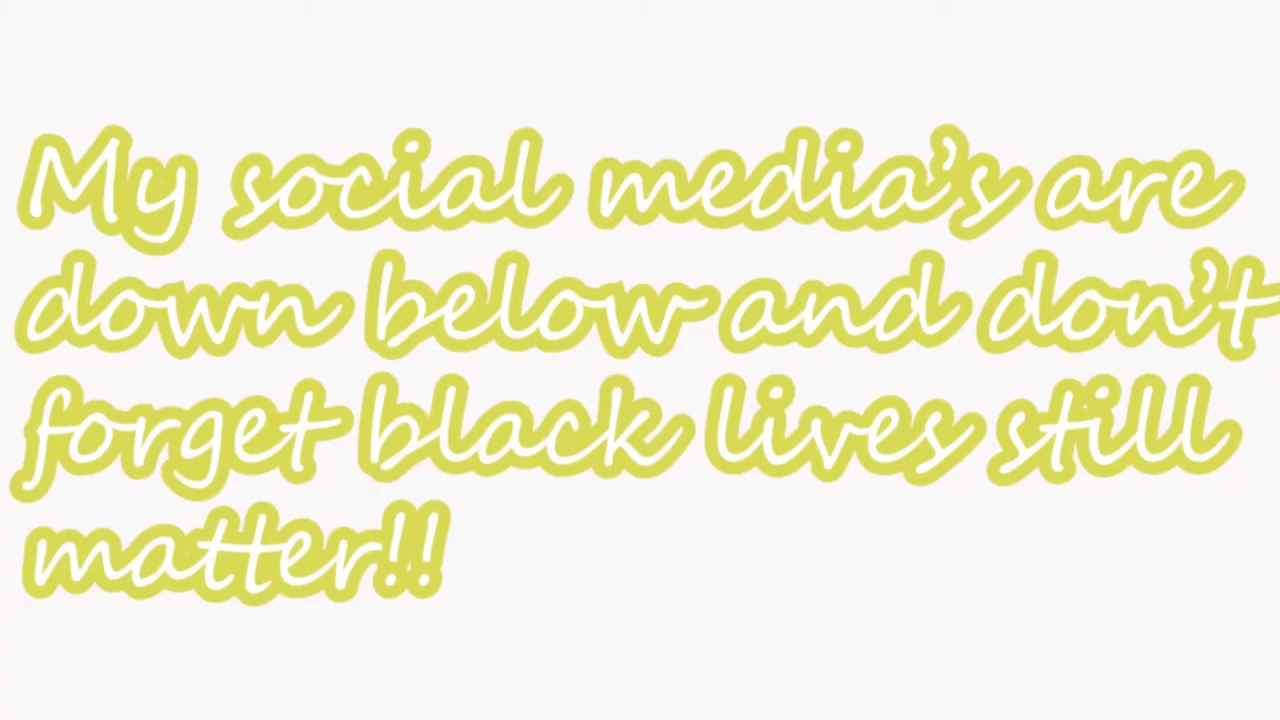 My social media's are
down below and don't
forget black lives still
matter!!